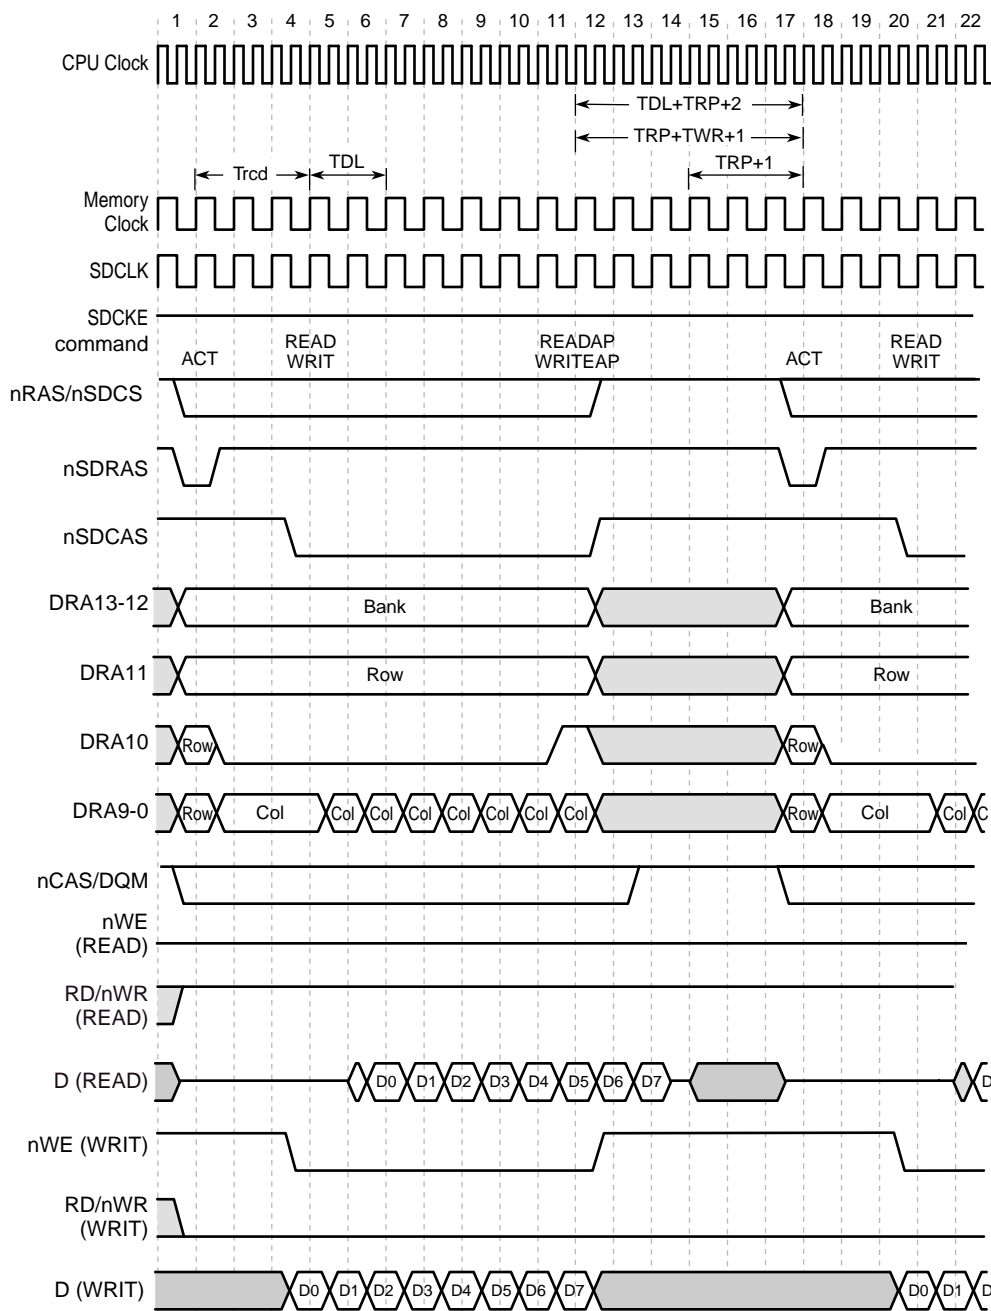 1 2 3 4 5 6 7 8 9 10 11 12 13 14 15 16 17 18 19 20 21 22
CPU Clock
TDL+TRP+2
TRP+TWR+1
Trcd TDL TRP+1
Memory
Clock
SDCLK
SDCKE
command
ACT READ READAP ACT READ
WRIT WRITEAP WRIT
nRAS/nSDCS
nSDRAS
nSDCAS
DRA13-12 Bank Bank
DRA11 Row Row
DRA10 Row Row
DRA9-0 Row Col Col Col Col Col Col Col Col Row Col Col C
nCAS/DQM
nWE
(READ)
RD/nWR
(READ)
D (READ) D0 D1 D2 D3 D4 D5 D6 D7 D
nWE (WRIT)
RD/nWR
(WRIT)
D (WRIT) D0 D1 D2 D3 D4 D5 D6 D7 D0 D1 D